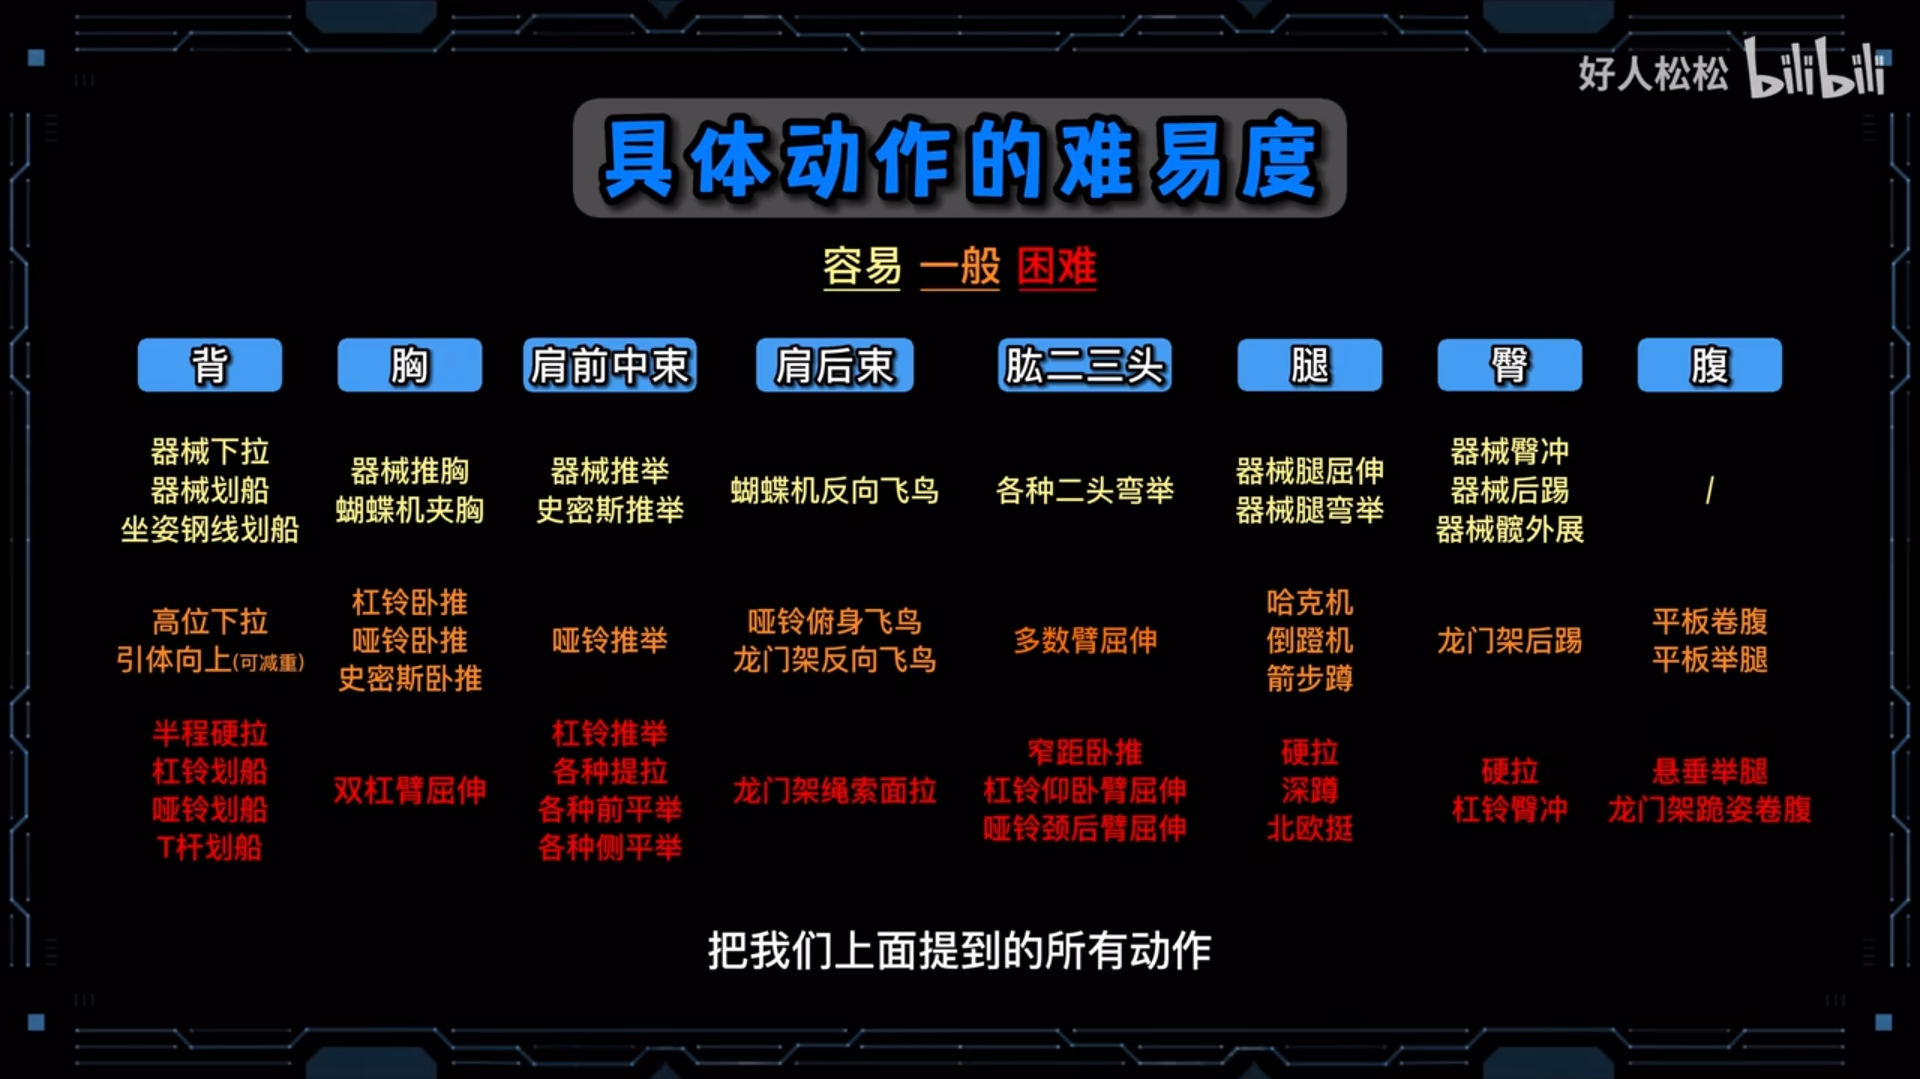 好人松松 bilibili
具体动作的难易度
容易 一般 困难
背 胸 肩前中束 肩后束 肱二三头 腿 臀 腹
器械下拉
器械划船
坐姿钢线划船
器械推胸
蝴蝶机夹胸
器械推举
史密斯推举
蝴蝶机反向飞鸟
各种二头弯举
器械腿屈伸
器械腿弯举
器械臀冲
器械后踢
器械髋外展
/
高位下拉
引体向上(可减重)
杠铃卧推
哑铃卧推
史密斯卧推
哑铃推举
哑铃俯身飞鸟
龙门架反向飞鸟
多数臂屈伸
哈克机
倒蹬机
箭步蹲
龙门架后踢
平板卷腹
平板举腿
半程硬拉
杠铃划船
哑铃划船
T杆划船
双杠臂屈伸
杠铃推举
各种提拉
各种前平举
各种侧平举
龙门架绳索面拉
窄距卧推
杠铃仰卧臂屈伸
哑铃颈后臂屈伸
硬拉
深蹲
北欧挺
硬拉
杠铃臀冲
悬垂举腿
龙门架跪姿卷腹
把我们上面提到的所有动作